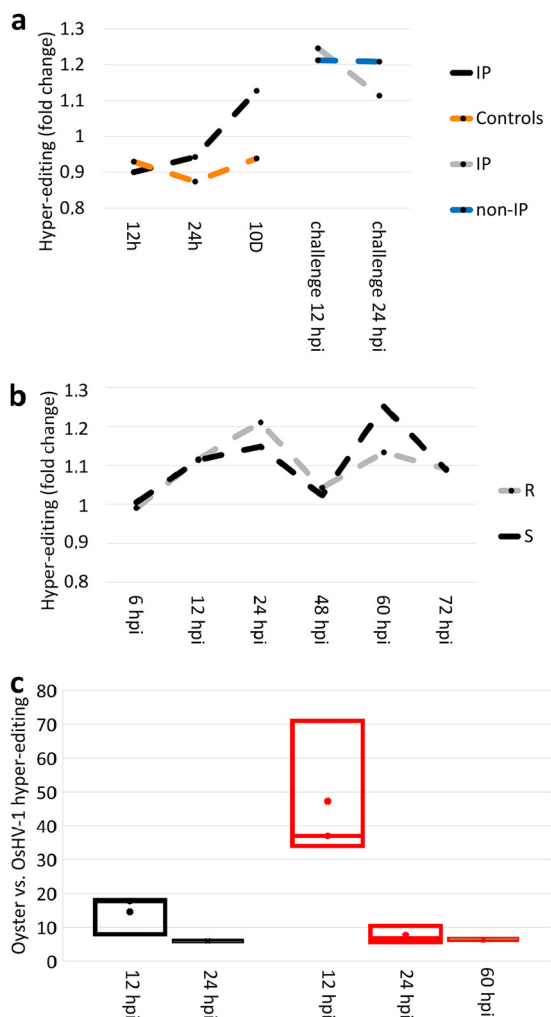 a
Hyper-editing (fold change)
1.3
1.2
1.1
1
0.9
0.8
12h
24h
10D
challenge 12 hpi
challenge 24 hpi
IP
Controls
IP
non-IP
b
Hyper-editing (fold change)
1.3
1.2
1.1
1
0,9
0,8
6 hpi
12 hpi
24 hpi
48 hpi
60 hpi
72 hpi
R
S
c
Oyster vs. OsHV-1 hyper-editing
80
70
60
50
40
30
20
10
0
12 hpi
24 hpi
12 hpi
24 hpi
60 hpi